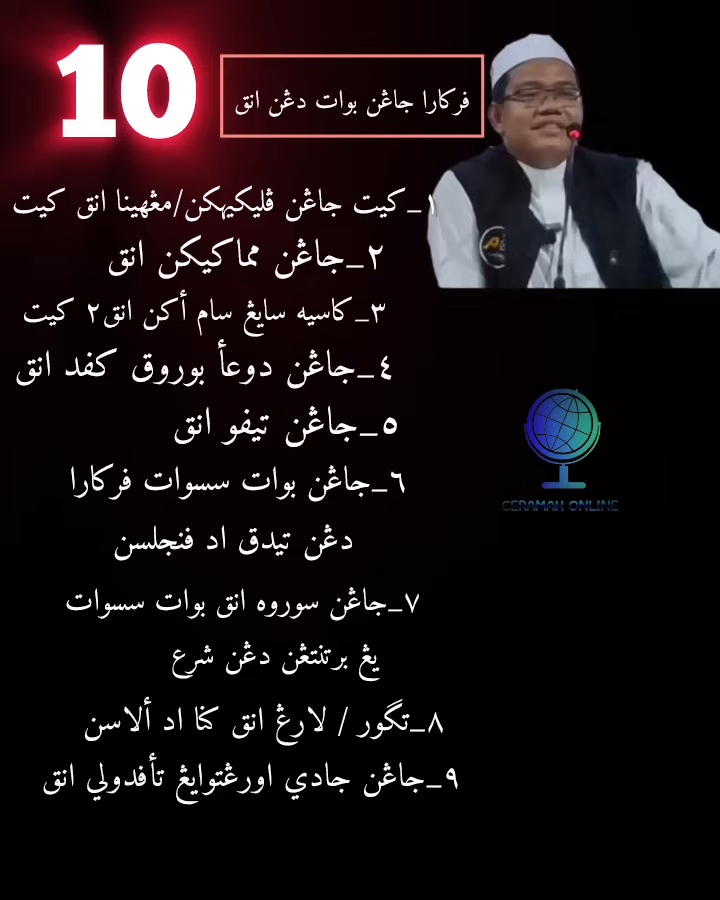 10
فركارا جاڠن بوات دڠن انق
١_كيت جاڠن ڤليكيهكن/مڠهينا انق كيت
٢_جاڠن مماكيكن انق
٣_كاسيه سايڠ سام أكن انق٢ كيت
٤_جاڠن دوعأ بوروق كفد انق
٥_جاڠن تيفو انق
٦_جاڠن بوات سسوات فركارا
دڠن تيدق اد فنجلسن
٧_جاڠن سوروه انق بوات سسوات
يڠ برتنتڠن دڠن شرع
٨_تگور / لارڠ انق كنا اد ألاسن
٩_جاڠن جادي اورڠتوايڠ تأفدولي انق
CERAMAH ONLINE